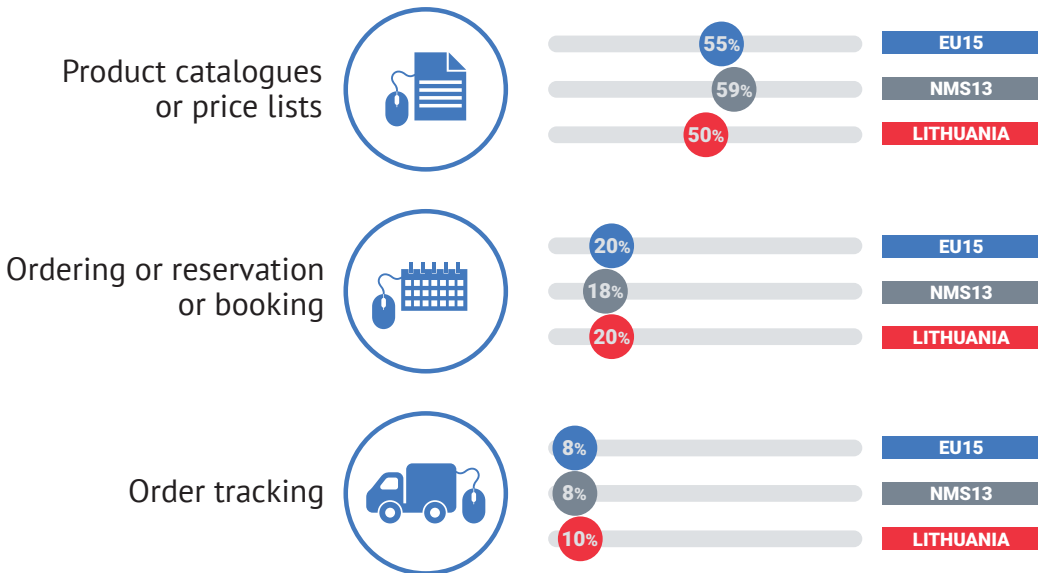 Product catalogues
or price lists
55%
EU15
59%
NMS13
50%
LITHUANIA
Ordering or reservation
or booking
20%
EU15
18%
NMS13
20%
LITHUANIA
Order tracking
8%
EU15
8%
NMS13
10%
LITHUANIA